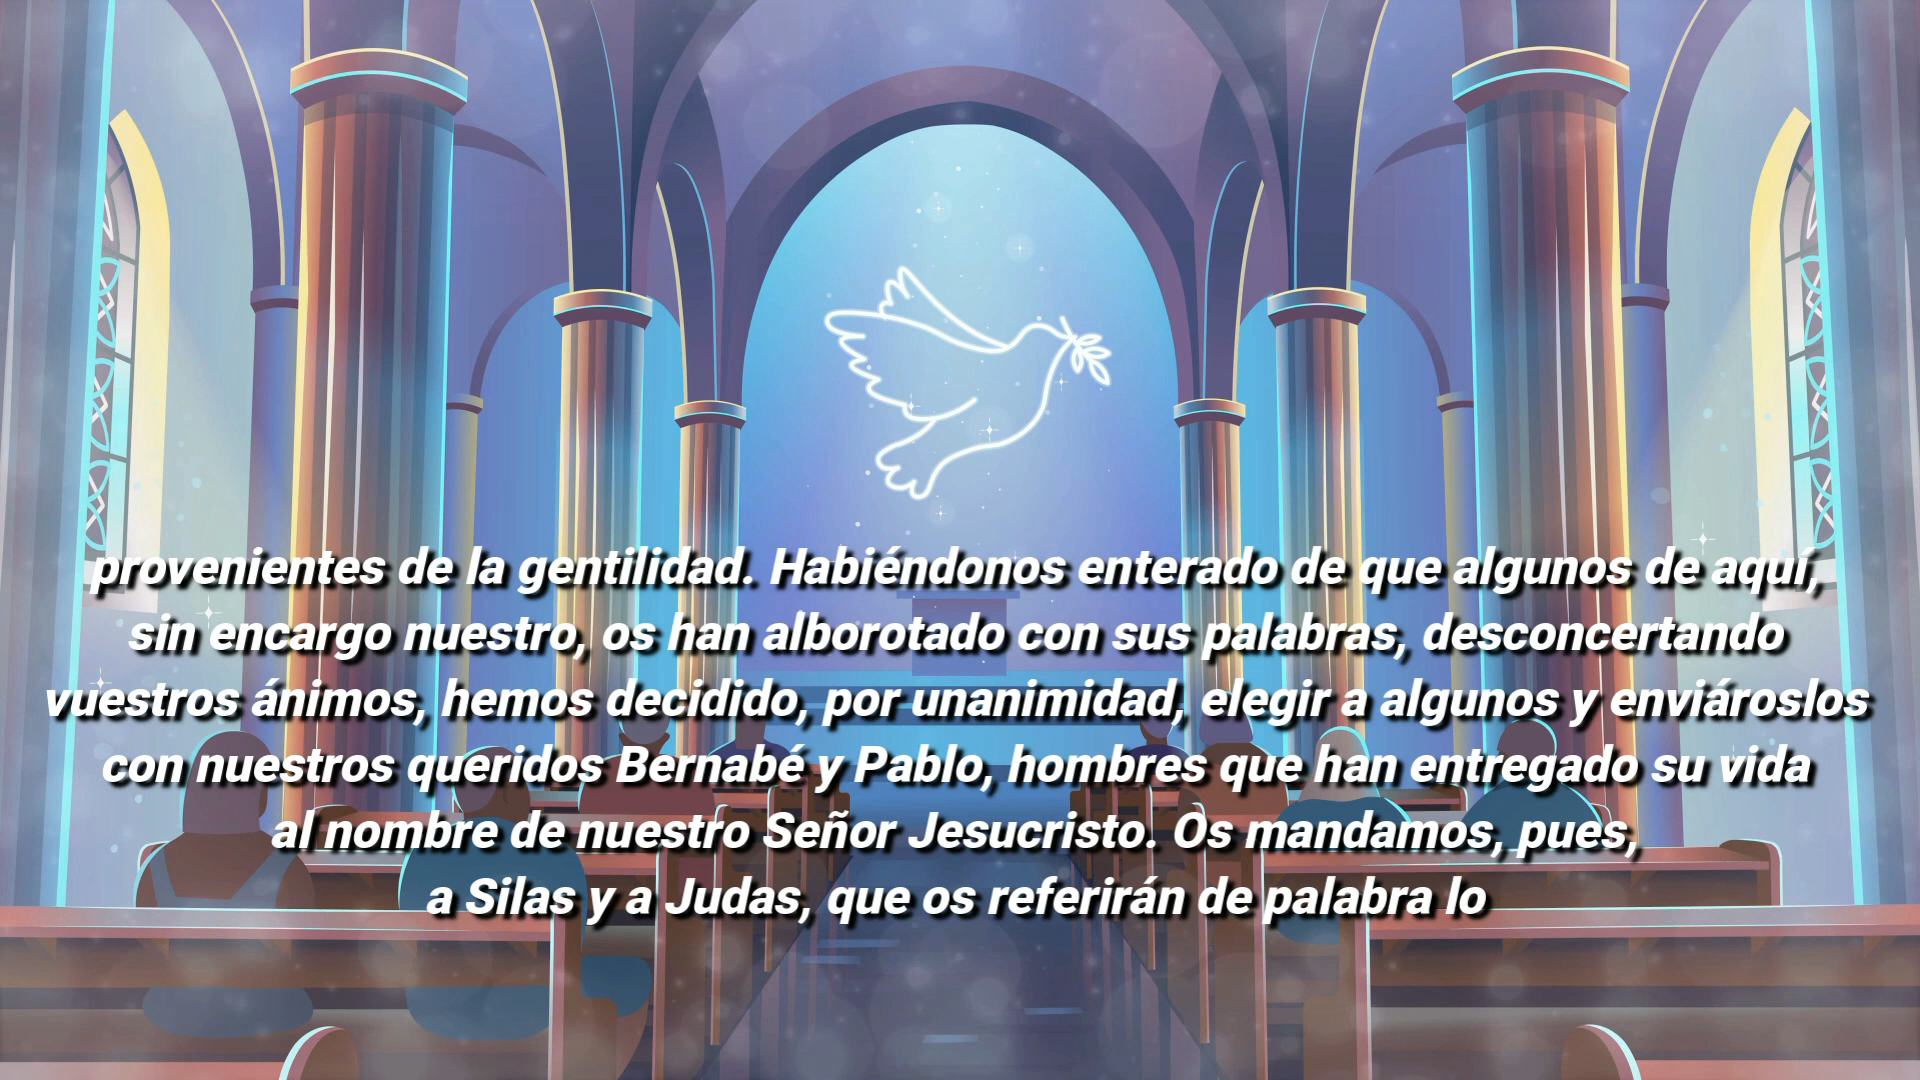 provenientes de la gentilidad. Habiéndonos enterado de que algunos de aquí,
sin encargo nuestro, os han alborotado con sus palabras, desconcertando
vuestros ánimos, hemos decidido, por unanimidad, elegir a algunos y enviároslos
con nuestros queridos Bernabé y Pablo, hombres que han entregado su vida
al nombre de nuestro Señor Jesucristo. Os mandamos, pues,
a Silas y a Judas, que os referirán de palabra lo